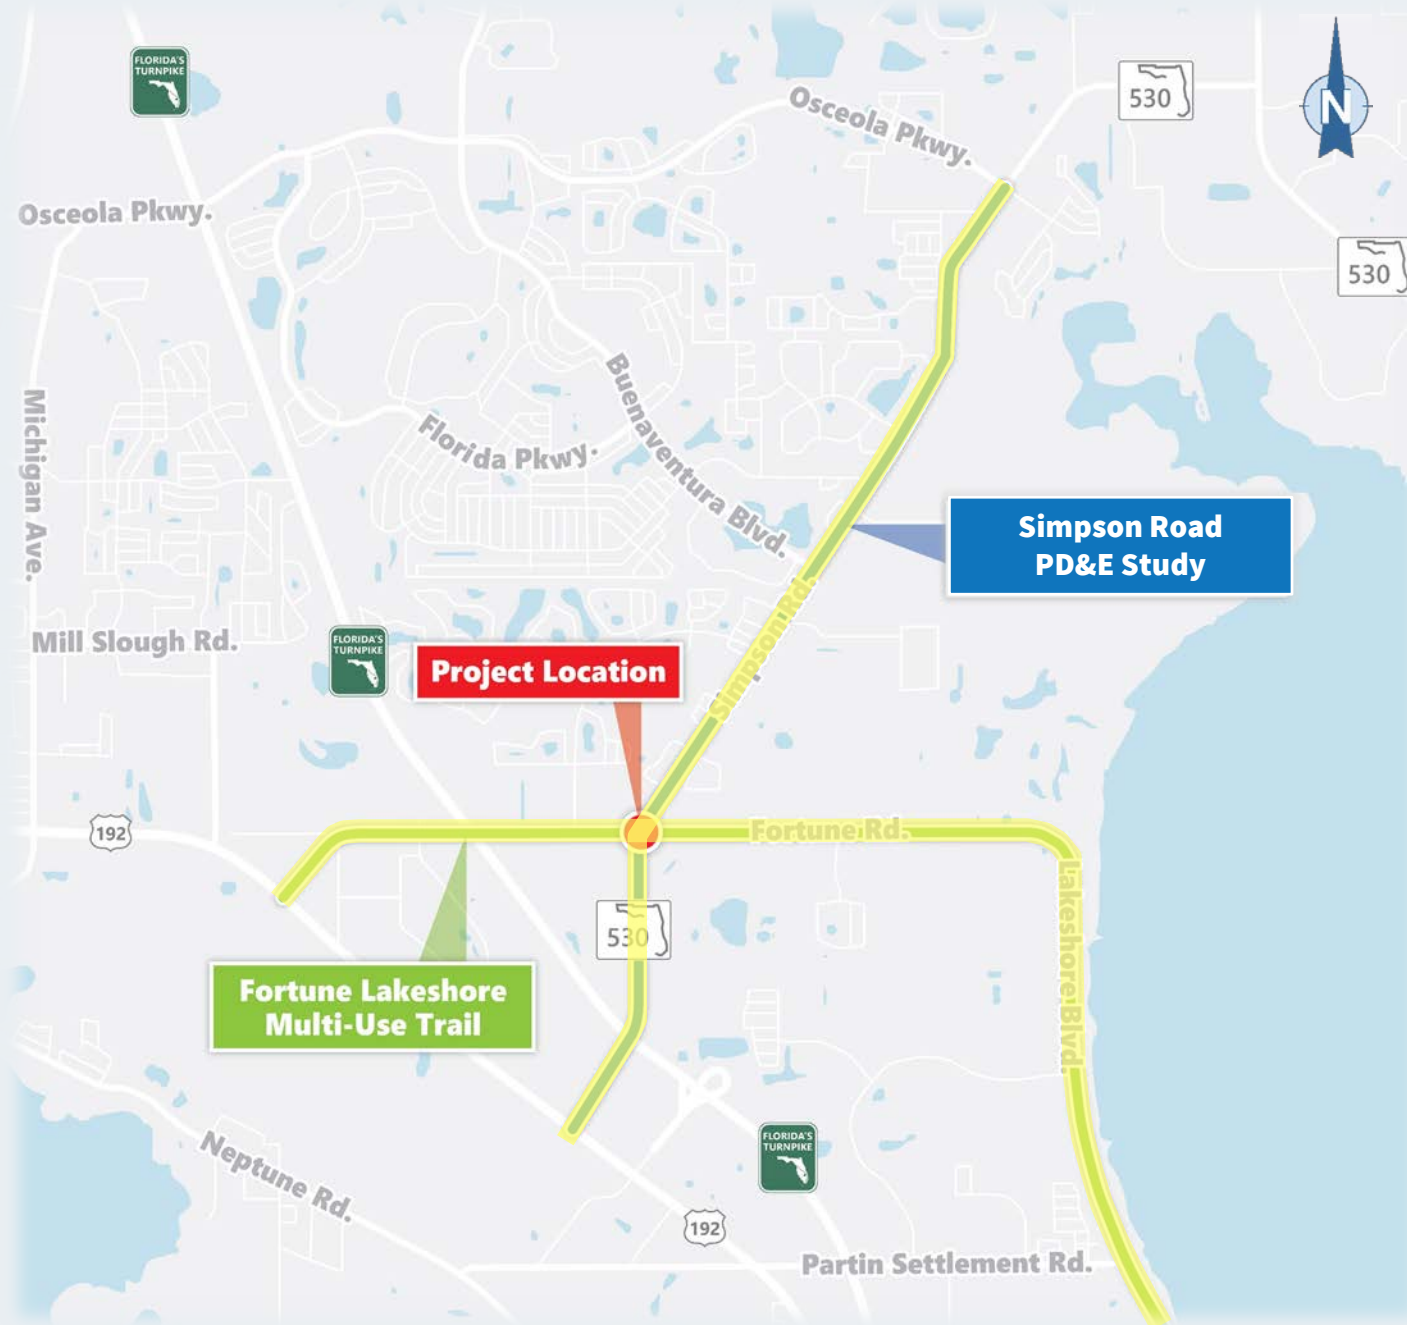 FLORIDA'S
TURNPIKE
530
N
Osceola Pkwy.
Osceola Pkwy.
530
Michigan Ave.
Buenaventura Blvd.
Florida Pkwy.
Simpson Road
PD&E Study
Simpson Rd.
Mill Slough Rd.
FLORIDA'S
TURNPIKE
Project Location
192
Fortune Rd.
Lakeshore Blvd.
530
Fortune Lakeshore
Multi-Use Trail
Neptune Rd.
FLORIDA'S
TURNPIKE
192
Partin Settlement Rd.